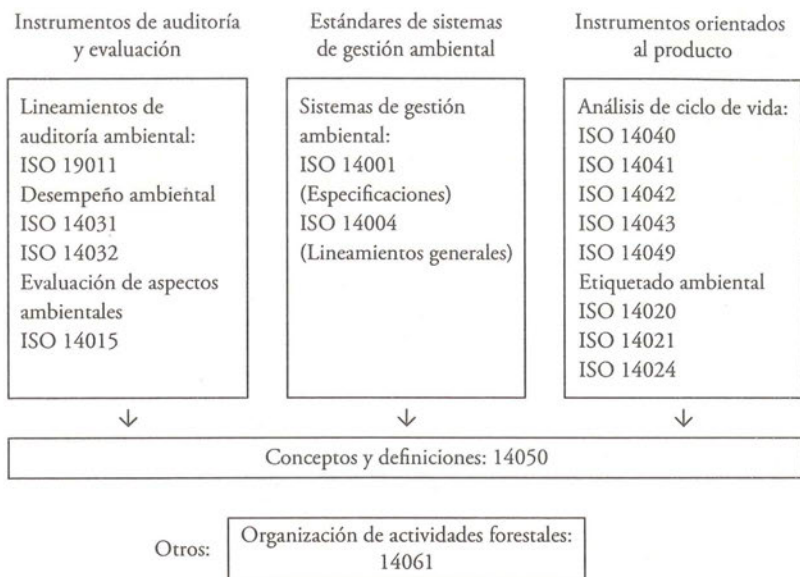 Instrumentos de auditoría
y evaluación
Lineamientos de
auditoría ambiental:
ISO 19011
Desempeño ambiental
ISO 14031
ISO 14032
Evaluación de aspectos
ambientales
ISO 14015
Estándares de sistemas
de gestión ambiental
Sistemas de gestión
ambiental:
ISO 14001
(Especificaciones)
ISO 14004
(Lineamientos generales)
Instrumentos orientados
al producto
Análisis de ciclo de vida:
ISO 14040
ISO 14041
ISO 14042
ISO 14043
ISO 14049
Etiquetado ambiental
ISO 14020
ISO 14021
ISO 14024
Conceptos y definiciones: 14050
Otros:
Organización de actividades forestales:
14061